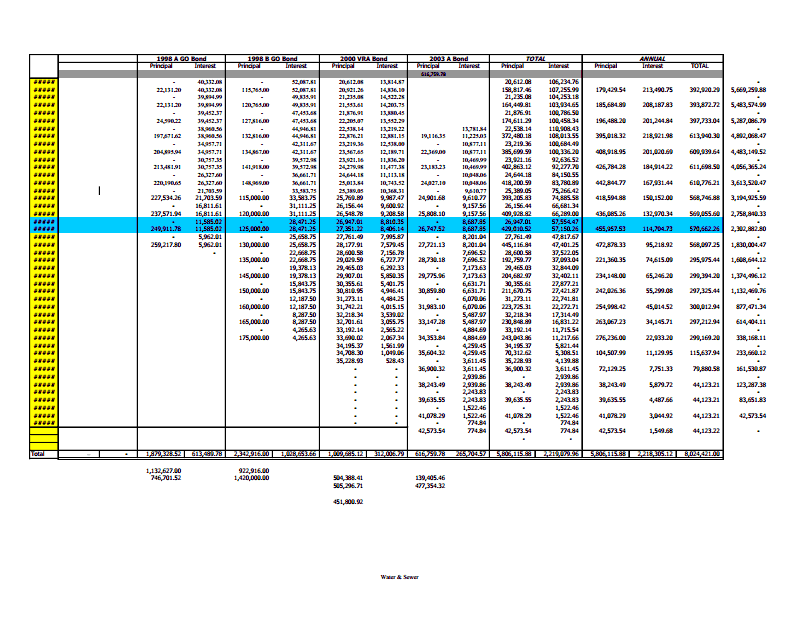 1998 A GO Bond 1998 B GO Bond 2000 VRA Bond 2003 A Bond TOTAL ANNUAL
Principal Interest Principal Interest Principal Interest Principal Interest Principal Interest Principal Interest TOTAL
616,759.78
##### - 40,332.08 - 52,087.81 20,612.08 13,814.87 20,612.08 106,234.76 -
##### 22,131.20 40,332.08 115,765.00 52,087.81 20,921.26 14,836.10 158,817.46 107,255.99 179,429.54 213,490.75 392,920.29 5,669,259.88
##### - 39,894.99 - 49,835.91 21,235.08 14,522.28 21,235.08 104,253.18 -
##### 22,131.20 39,894.99 120,765.00 49,835.91 21,553.61 14,203.75 164,449.81 103,934.65 185,684.89 208,187.83 393,872.72 5,483,574.99
##### - 39,452.37 - 47,453.68 21,876.91 13,880.45 21,876.91 100,786.50 -
##### 24,590.22 39,452.37 127,816.00 47,453.68 22,205.07 13,552.29 174,611.29 100,458.34 196,488.20 201,244.84 397,733.04 5,287,086.79
##### - 38,960.56 - 44,946.81 22,538.14 13,219.22 13,781.84 22,538.14 110,908.43 -
##### 197,671.62 38,960.56 132,816.00 44,946.81 22,876.21 12,881.15 19,116.35 11,225.03 372,480.18 108,013.55 395,018.32 218,921.98 613,940.30 4,892,068.47
##### - 34,957.71 - 42,311.67 23,219.36 12,538.00 - 10,877.11 23,219.36 100,684.49 -
##### 204,895.94 34,957.71 134,867.00 42,311.67 23,567.65 12,189.71 22,369.00 10,877.11 385,699.59 100,336.20 408,918.95 201,020.69 609,939.64 4,483,149.52
##### - 30,757.35 - 39,572.98 23,921.16 11,836.20 - 10,469.99 23,921.16 92,636.52 -
##### 213,481.91 30,757.35 141,918.00 39,572.98 24,279.98 11,477.38 23,183.23 10,469.99 402,863.12 92,277.70 426,784.28 184,914.22 611,698.50 4,056,365.24
##### - 26,327.60 - 36,661.71 24,644.18 11,113.18 - 10,048.06 24,644.18 84,150.55 -
##### 220,190.65 26,327.60 148,969.00 36,661.71 25,013.84 10,743.52 24,027.10 10,048.06 418,200.59 83,780.89 442,844.77 167,931.44 610,776.21 3,613,520.47
##### - 21,703.59 - 33,583.75 25,389.05 10,368.31 - 9,610.77 25,389.05 75,266.42 -
##### 227,534.26 21,703.59 115,000.00 33,583.75 25,769.89 9,987.47 24,901.68 9,610.77 393,205.83 74,885.58 418,594.88 150,152.00 568,746.88 3,194,925.59
##### - 16,811.61 - 31,111.25 26,156.44 9,600.92 - 9,157.56 26,156.44 66,681.34 -
##### 237,571.94 16,811.61 120,000.00 31,111.25 26,548.78 9,208.58 25,808.10 9,157.56 409,928.82 66,289.00 436,085.26 132,970.34 569,055.60 2,758,840.33
##### - 11,585.02 - 28,471.25 26,947.01 8,810.35 - 8,687.85 26,947.01 57,554.47 -
##### 249,911.78 11,585.02 125,000.00 28,471.25 27,351.22 8,406.14 26,747.52 8,687.85 429,010.52 57,150.26 455,957.53 114,704.73 570,662.26 2,302,882.80
##### - 5,962.01 - 25,658.75 27,761.49 7,995.87 - 8,201.04 27,761.49 47,817.67 -
##### 259,217.80 5,962.01 130,000.00 25,658.75 28,177.91 7,579.45 27,721.13 8,201.04 445,116.84 47,401.25 472,878.33 95,218.92 568,097.25 1,830,004.47
##### - - 22,668.75 28,600.58 7,156.78 - 7,696.52 28,600.58 37,522.05 -
##### 135,000.00 22,668.75 29,029.59 6,727.77 28,730.18 7,696.52 192,759.77 37,093.04 221,360.35 74,615.09 295,975.44 1,608,644.12
##### - 19,378.13 29,465.03 6,292.33 - 7,173.63 29,465.03 32,844.09 -
##### 145,000.00 19,378.13 29,907.01 5,850.35 29,775.96 7,173.63 204,682.97 32,402.11 234,148.00 65,246.20 299,394.20 1,374,496.12
##### - 15,843.75 30,355.61 5,401.75 - 6,631.71 30,355.61 27,877.21 -
##### 150,000.00 15,843.75 30,810.95 4,946.41 30,859.80 6,631.71 211,670.75 27,421.87 242,026.36 55,299.08 297,325.44 1,132,469.76
##### - 12,187.50 31,273.11 4,484.25 - 6,070.06 31,273.11 22,741.81 -
##### 160,000.00 12,187.50 31,742.21 4,015.15 31,983.10 6,070.06 223,725.31 22,272.71 254,998.42 45,014.52 300,012.94 877,471.34
##### - 8,287.50 32,218.34 3,539.02 - 5,487.97 32,218.34 17,314.49 -
##### 165,000.00 8,287.50 32,701.61 3,055.75 33,147.28 5,487.97 230,848.89 16,831.22 263,067.23 34,145.71 297,212.94 614,404.11
##### - 4,265.63 33,192.14 2,565.22 - 4,884.69 33,192.14 11,715.54 -
##### 175,000.00 4,265.63 33,690.02 2,067.34 34,353.84 4,884.69 243,043.86 11,217.66 276,236.00 22,933.20 299,169.20 338,168.11
##### 34,195.37 1,561.99 - 4,259.45 34,195.37 5,821.44 -
##### 34,708.30 1,049.06 35,604.32 4,259.45 70,312.62 5,308.51 104,507.99 11,129.95 115,637.94 233,660.12
##### 35,228.93 528.43 - 3,611.45 35,228.93 4,139.88 -
##### - - 36,900.32 3,611.45 36,900.32 3,611.45 72,129.25 7,751.33 79,880.58 161,530.87
##### - - - 2,939.86 - 2,939.86 -
##### - - 38,243.49 2,939.86 38,243.49 2,939.86 38,243.49 5,879.72 44,123.21 123,287.38
##### - - - 2,243.83 - 2,243.83 -
##### - - 39,635.55 2,243.83 39,635.55 2,243.83 39,635.55 4,487.66 44,123.21 83,651.83
##### - - - 1,522.46 - 1,522.46 -
##### - - 41,078.29 1,522.46 41,078.29 1,522.46 41,078.29 3,044.92 44,123.21 42,573.54
##### - - - 774.84 - 774.84
42,573.54 774.84 42,573.54 774.84 42,573.54 1,549.68 44,123.22 -
- -
Total - - 1,879,328.52 613,489.78 2,342,916.00 1,028,653.66 1,009,685.12 312,006.79 616,759.78 265,704.57 5,806,115.88 2,219,079.96 5,806,115.88 2,218,305.12 8,024,421.00
1,132,627.00 922,916.00
746,701.52 1,420,000.00 504,388.41 139,405.46
505,296.71 477,354.32
451,800.92
Water & Sewer